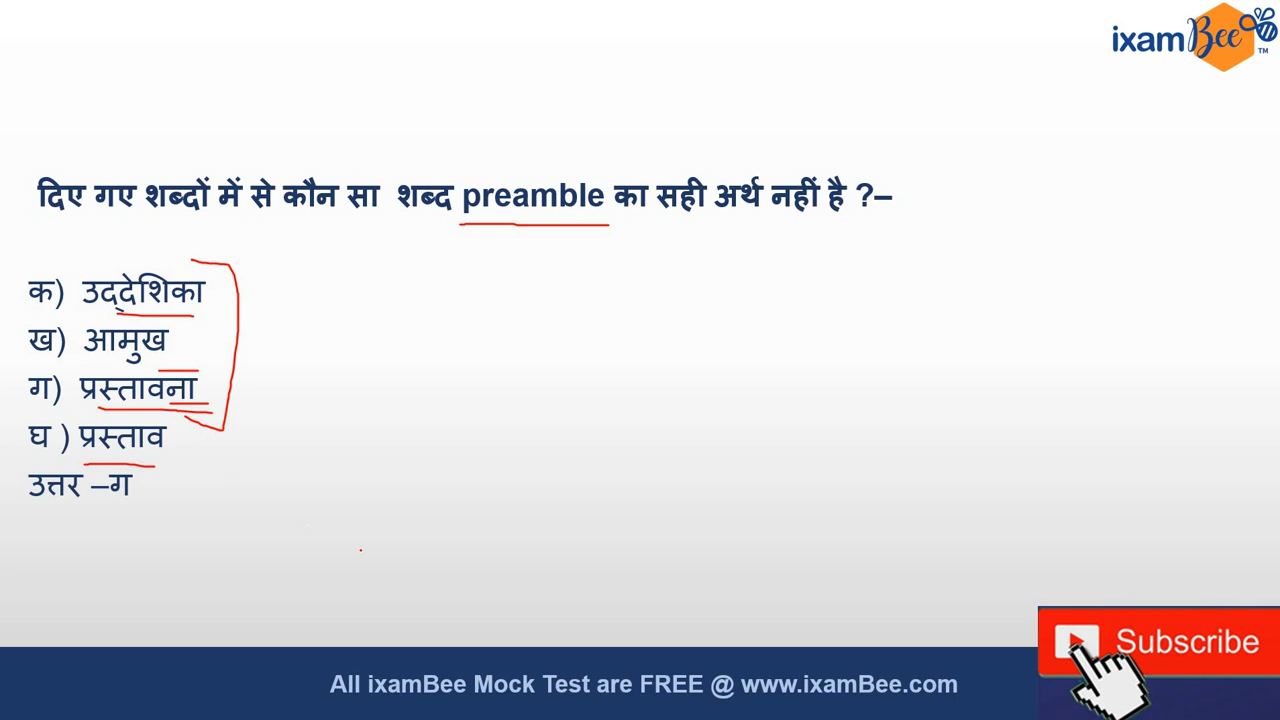 ixamBee
TM
दिए गए शब्दों में से कौन सा शब्द preamble का सही अर्थ नहीं है ?–
क) उद्‌देशिका
ख) आमुख
ग) प्रस्तावना
घ ) प्रस्ताव
उत्तर –ग
Subscribe
All ixamBee Mock Test are FREE @ www.ixamBee.com